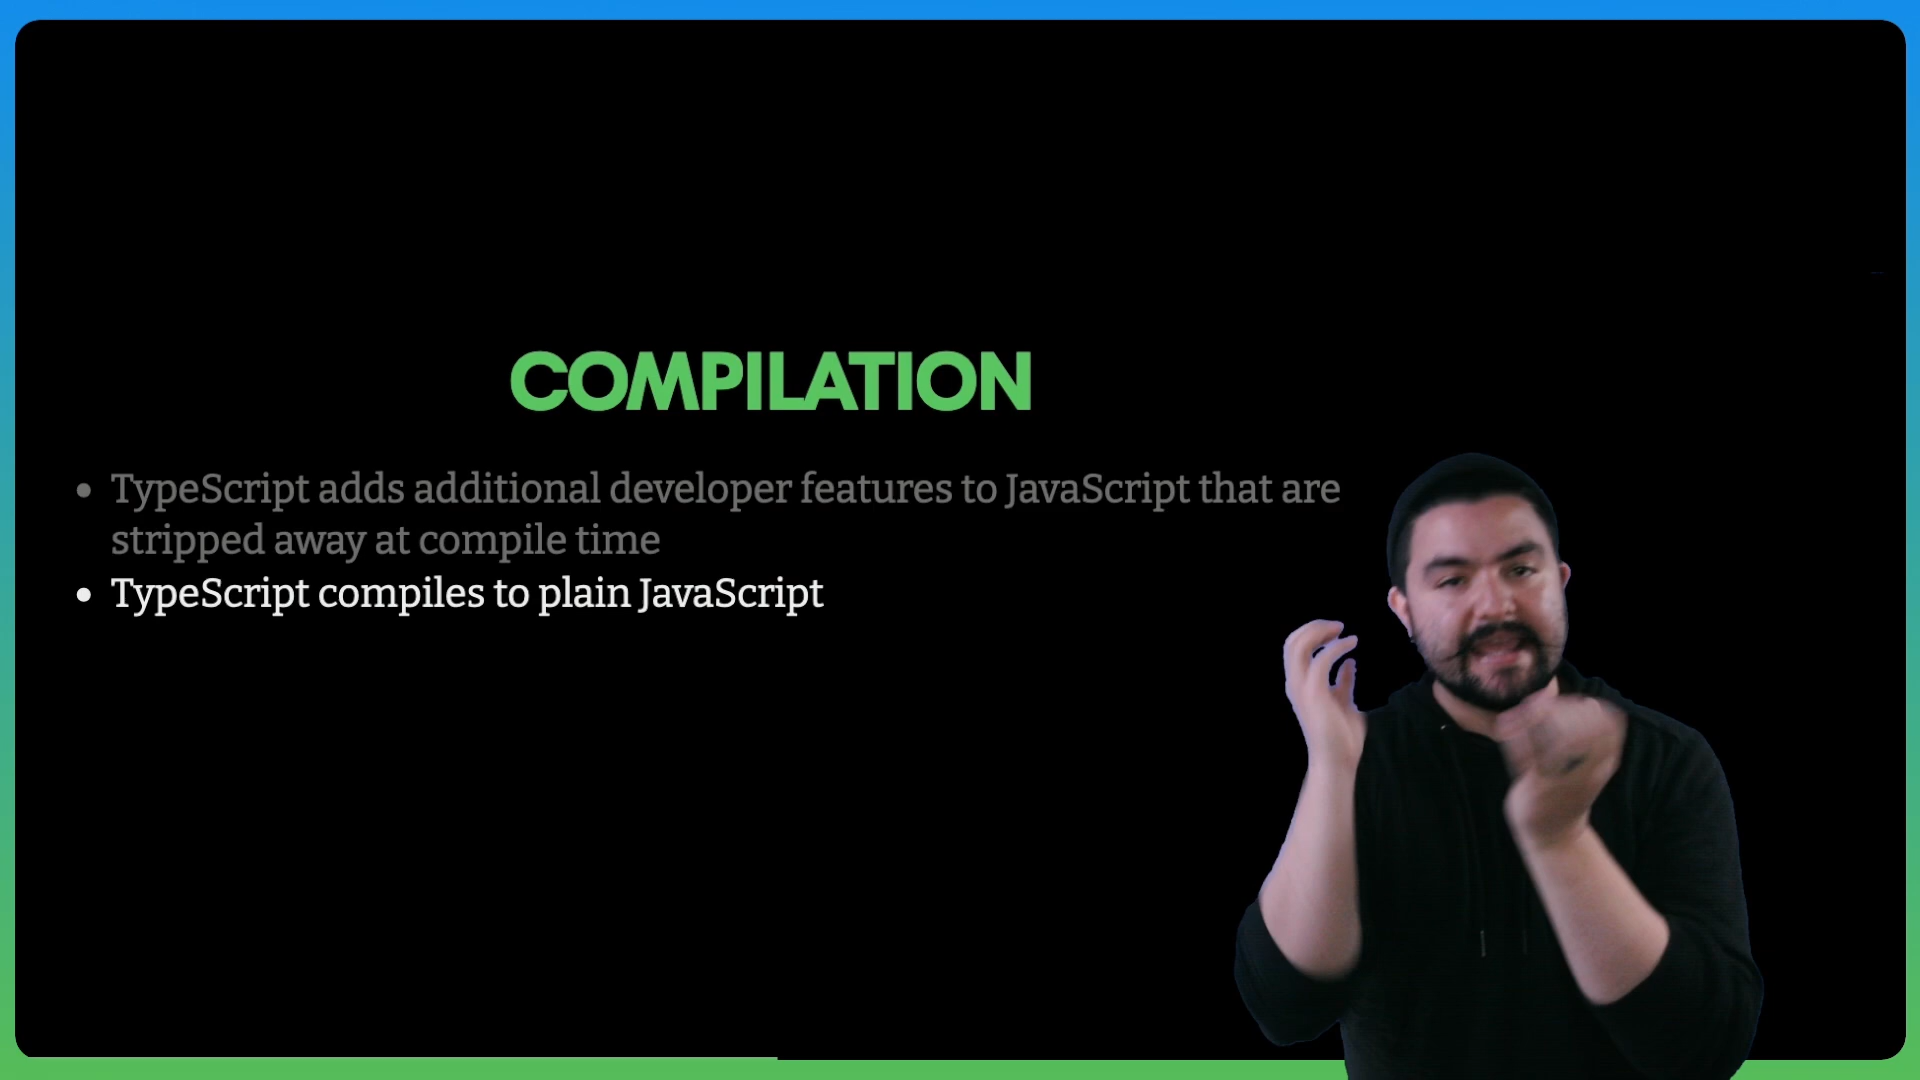 COMPILATION
• TypeScript adds additional developer features to JavaScript that are
stripped away at compile time
• TypeScript compiles to plain JavaScript